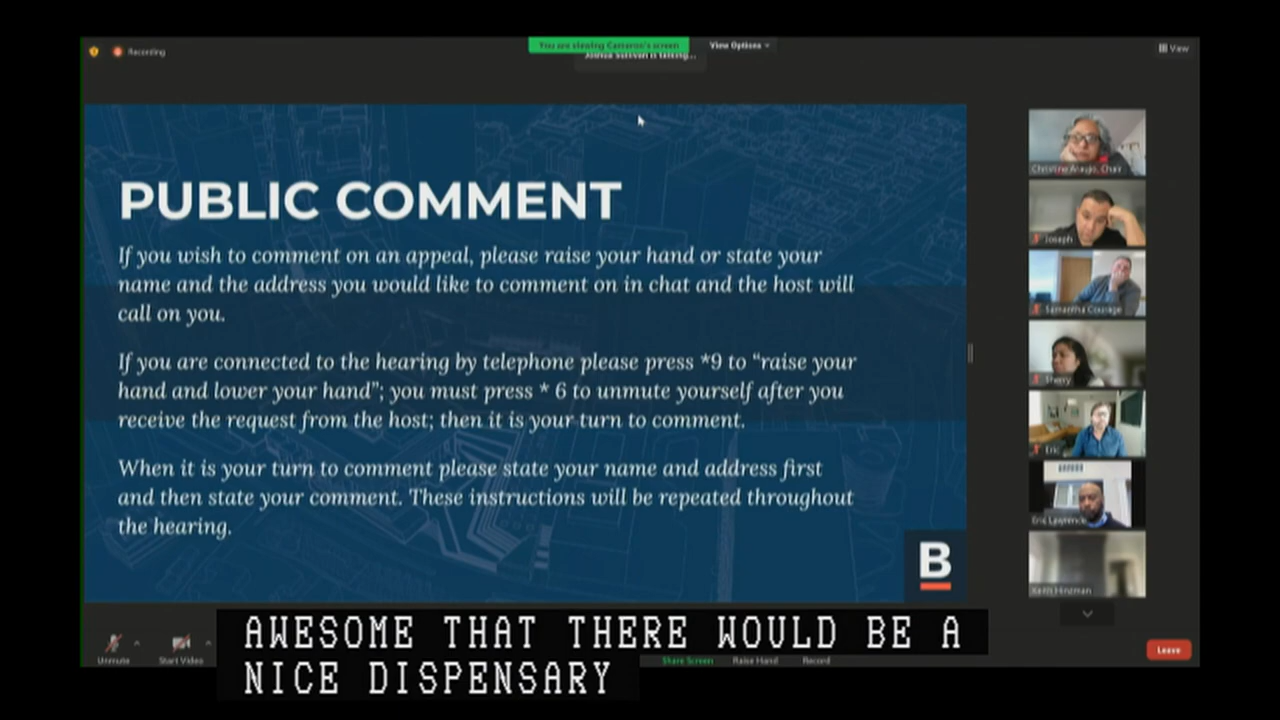 Recording
You are viewing Cameron's screen
View Options
View
PUBLIC COMMENT
If you wish to comment on an appeal, please raise your hand or state your
name and the address you would like to comment on in chat and the host will
call on you.
If you are connected to the hearing by telephone please press *9 to “raise your
hand and lower your hand”; you must press * 6 to unmute yourself after you
receive the request from the host; then it is your turn to comment.
When it is your turn to comment please state your name and address first
and then state your comment. These instructions will be repeated throughout
the hearing.
B
Christine Araujo, Chair
Joseph
Samantha Courage
Sherry
Eric
Eric Lawrence
Keith Hinzman
Unmute
Start Video
Share Screen
Raise Hand
Record
Leave
AWESOME THAT THERE WOULD BE A
NICE DISPENSARY